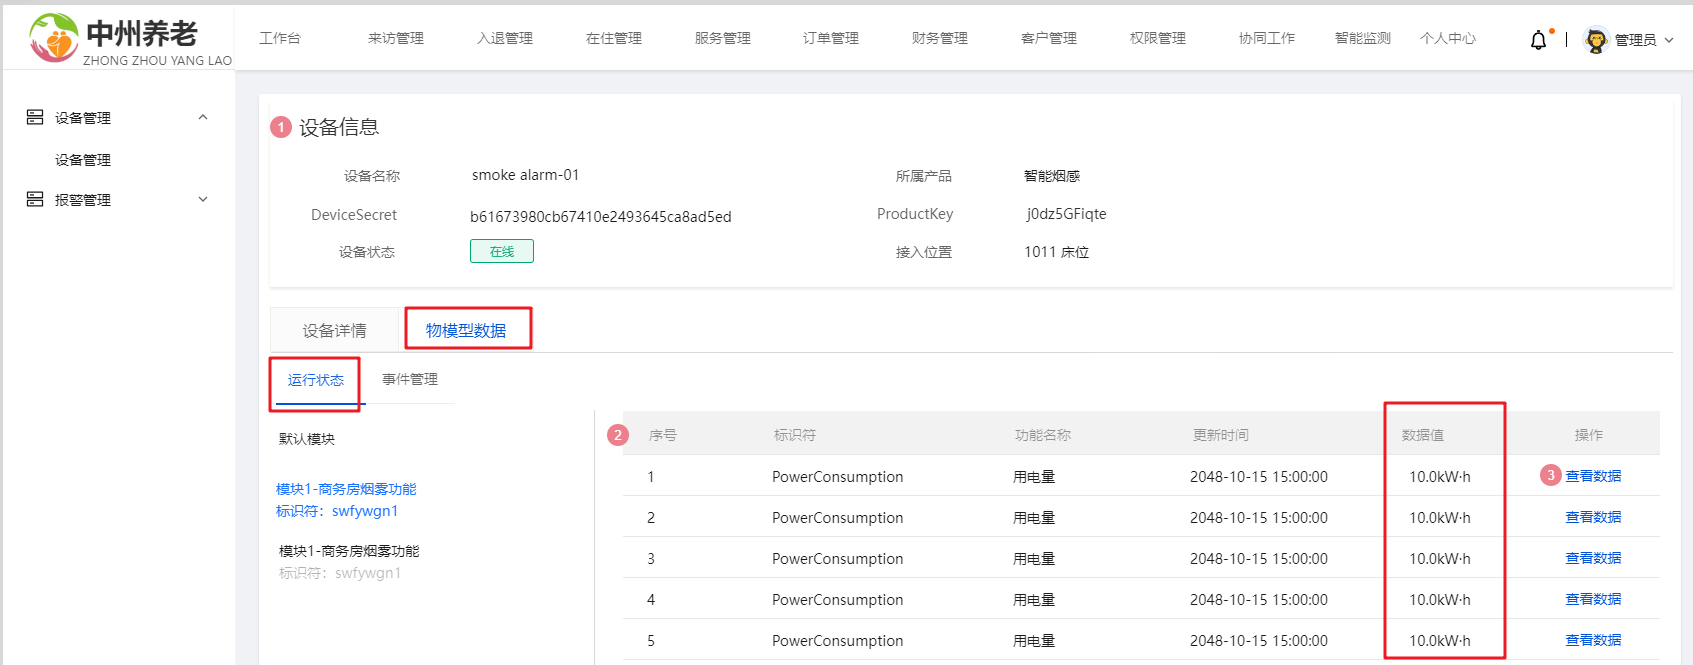 中州养老
ZHONG ZHOU YANG LAO
工作台 来访管理 入退管理 在住管理 服务管理 订单管理 财务管理 客户管理 权限管理 协同工作 智能监测 个人中心 管理员
设备管理
设备管理
报警管理
1 设备信息
设备名称 smoke alarm-01 所属产品 智能烟感
DeviceSecret b61673980cb67410e2493645ca8ad5ed ProductKey j0dz5GFiqte
设备状态 在线 接入位置 1011 床位
设备详情 物模型数据
运行状态 事件管理
默认模块
模块1-商务房烟雾功能
标识符：swfywgn1
模块1-商务房烟雾功能
标识符：swfywgn1
2 序号 标识符 功能名称 更新时间 数据值 操作
1 PowerConsumption 用电量 2048-10-15 15:00:00 10.0kW·h 3 查看数据
2 PowerConsumption 用电量 2048-10-15 15:00:00 10.0kW·h 查看数据
3 PowerConsumption 用电量 2048-10-15 15:00:00 10.0kW·h 查看数据
4 PowerConsumption 用电量 2048-10-15 15:00:00 10.0kW·h 查看数据
5 PowerConsumption 用电量 2048-10-15 15:00:00 10.0kW·h 查看数据